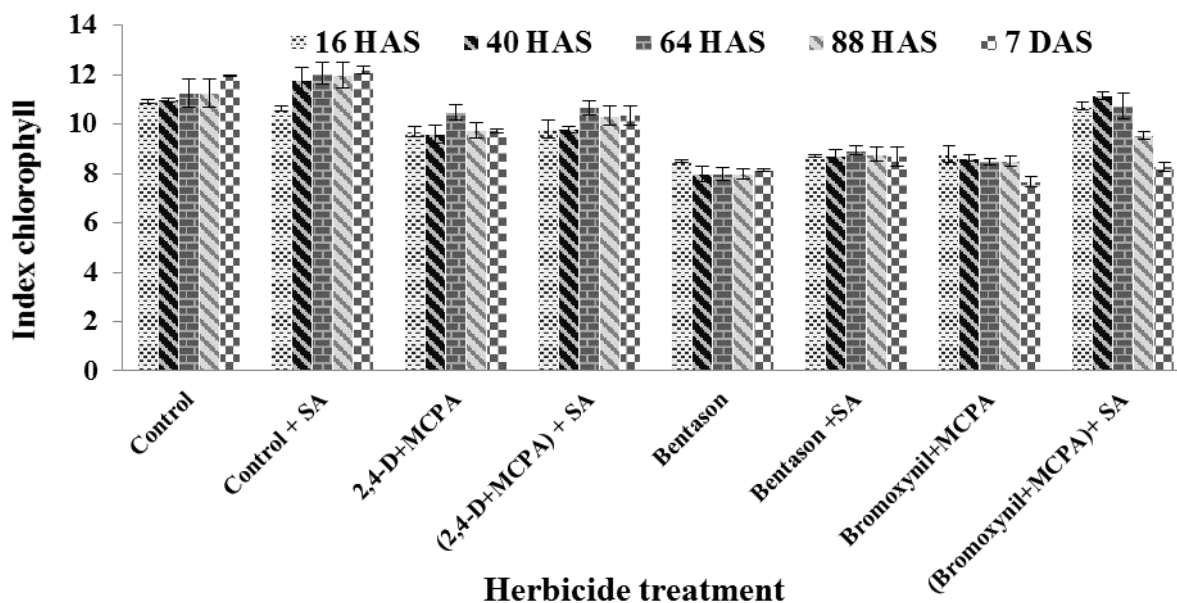 14
12
10
8
6
4
2
0
Index chlorophyll
16 HAS 40 HAS 64 HAS 88 HAS 7 DAS
Control
Control + SA
2,4-D+MCPA
(2,4-D+MCPA) + SA
Bentason
Bentason +SA
Bromoxynil+MCPA
(Bromoxynil+MCPA)+ SA
Herbicide treatment